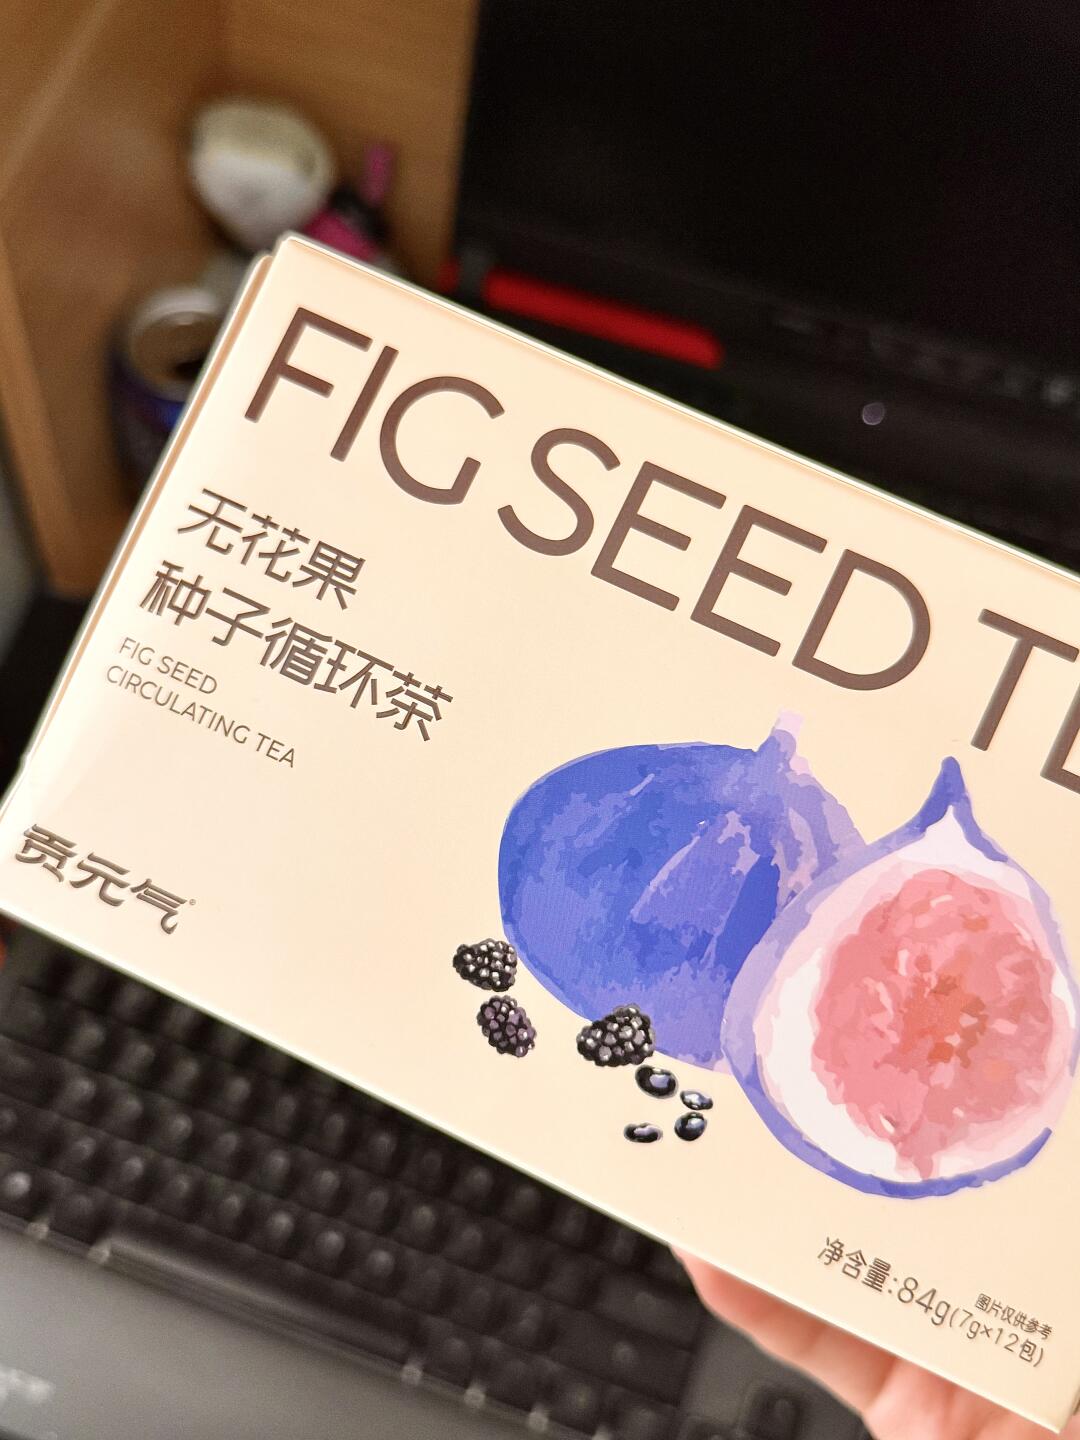 FIG SEED TE
无花果
种子循环茶
FIG SEED
CIRCULATING TEA
贡元气
净含量:84g(7g×12包)
图片仅供参考